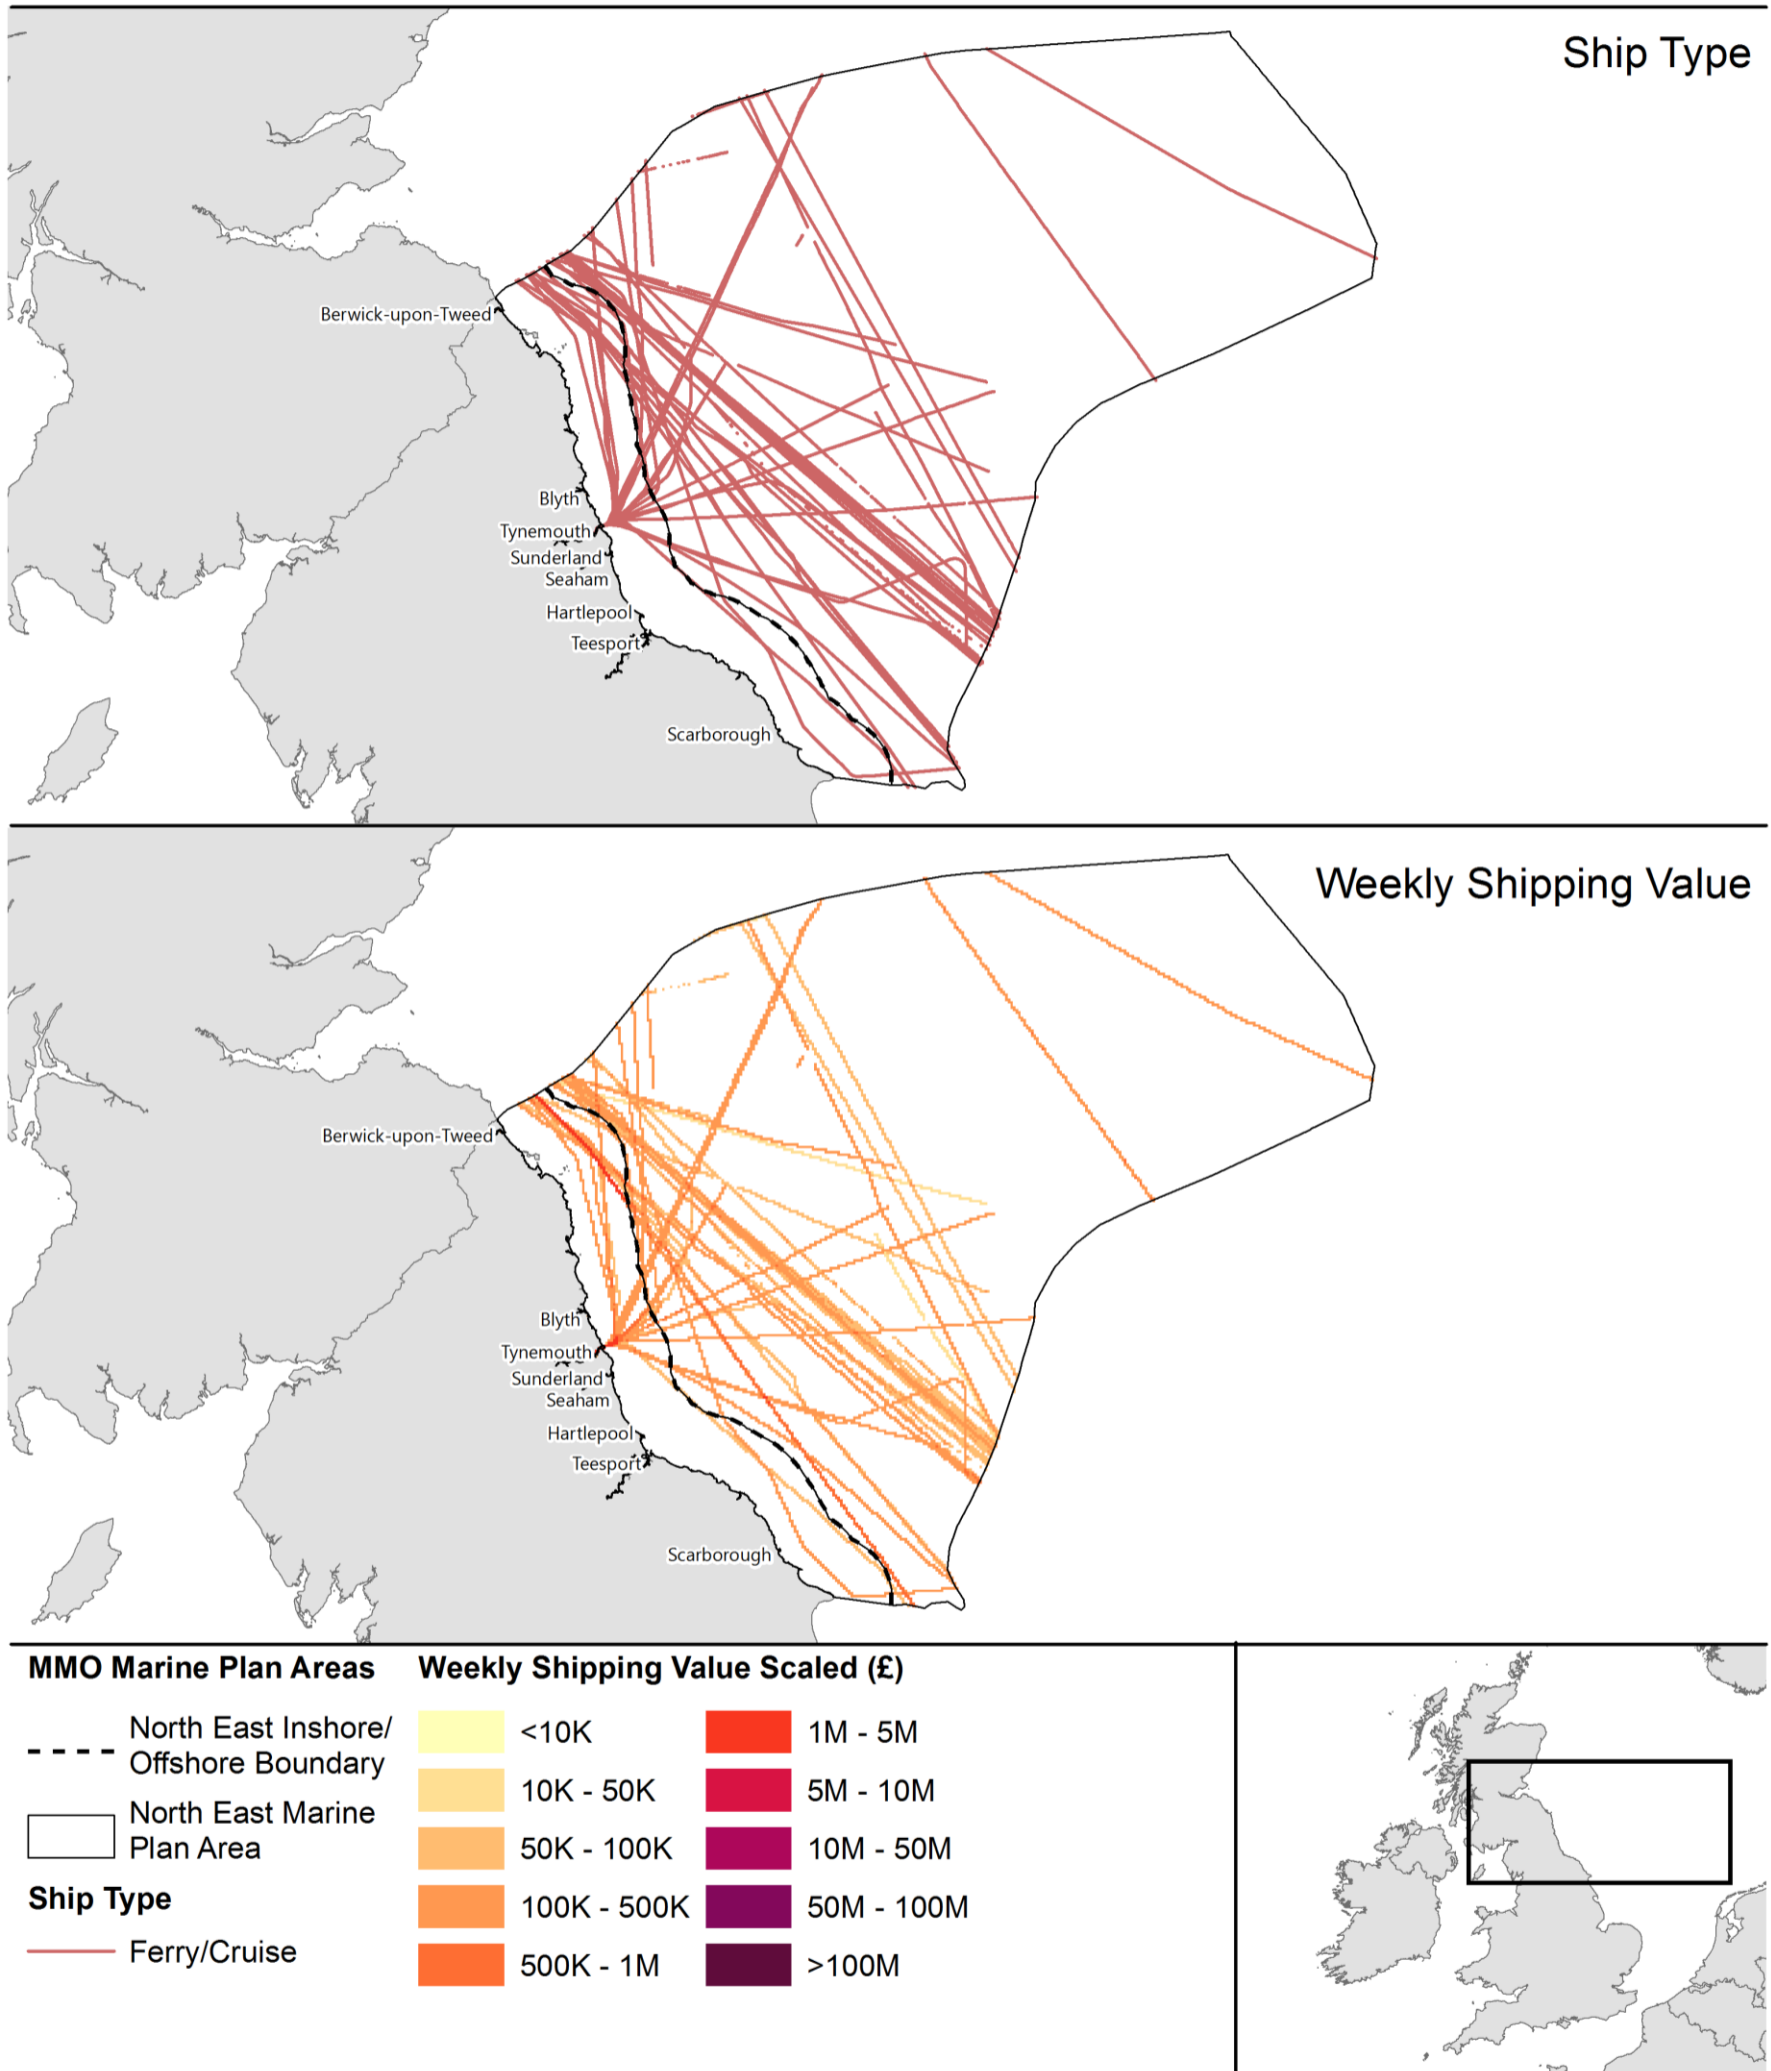 Ship Type
Berwick-upon-Tweed
Blyth
Tynemouth
Sunderland
Seaham
Hartlepool
Teesport
Scarborough
Weekly Shipping Value
Berwick-upon-Tweed
Blyth
Tynemouth
Sunderland
Seaham
Hartlepool
Teesport
Scarborough
MMO Marine Plan Areas
North East Inshore/
Offshore Boundary
North East Marine
Plan Area
Ship Type
Ferry/Cruise
Weekly Shipping Value Scaled (£)
<10K
10K - 50K
50K - 100K
100K - 500K
500K - 1M
1M - 5M
5M - 10M
10M - 50M
50M - 100M
>100M